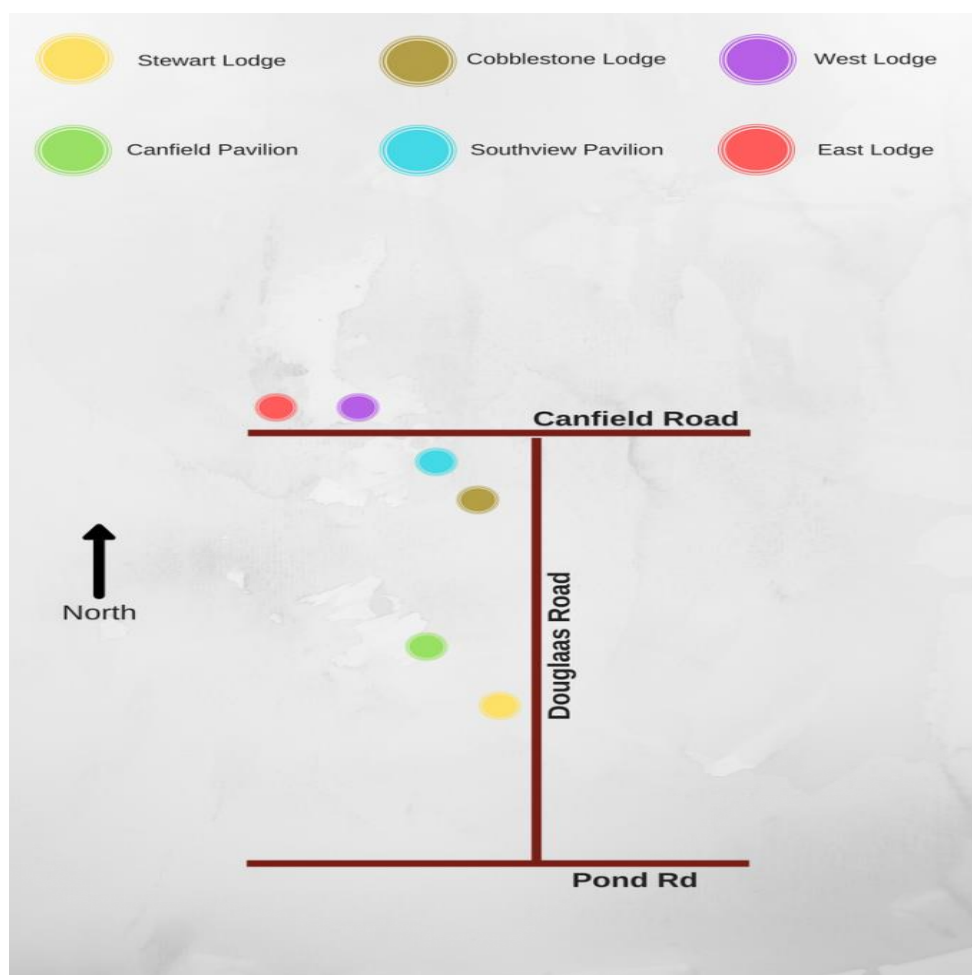 Stewart Lodge
Cobblestone Lodge
West Lodge
Canfield Pavilion
Southview Pavilion
East Lodge
Canfield Road
North
Douglaas Road
Pond Rd